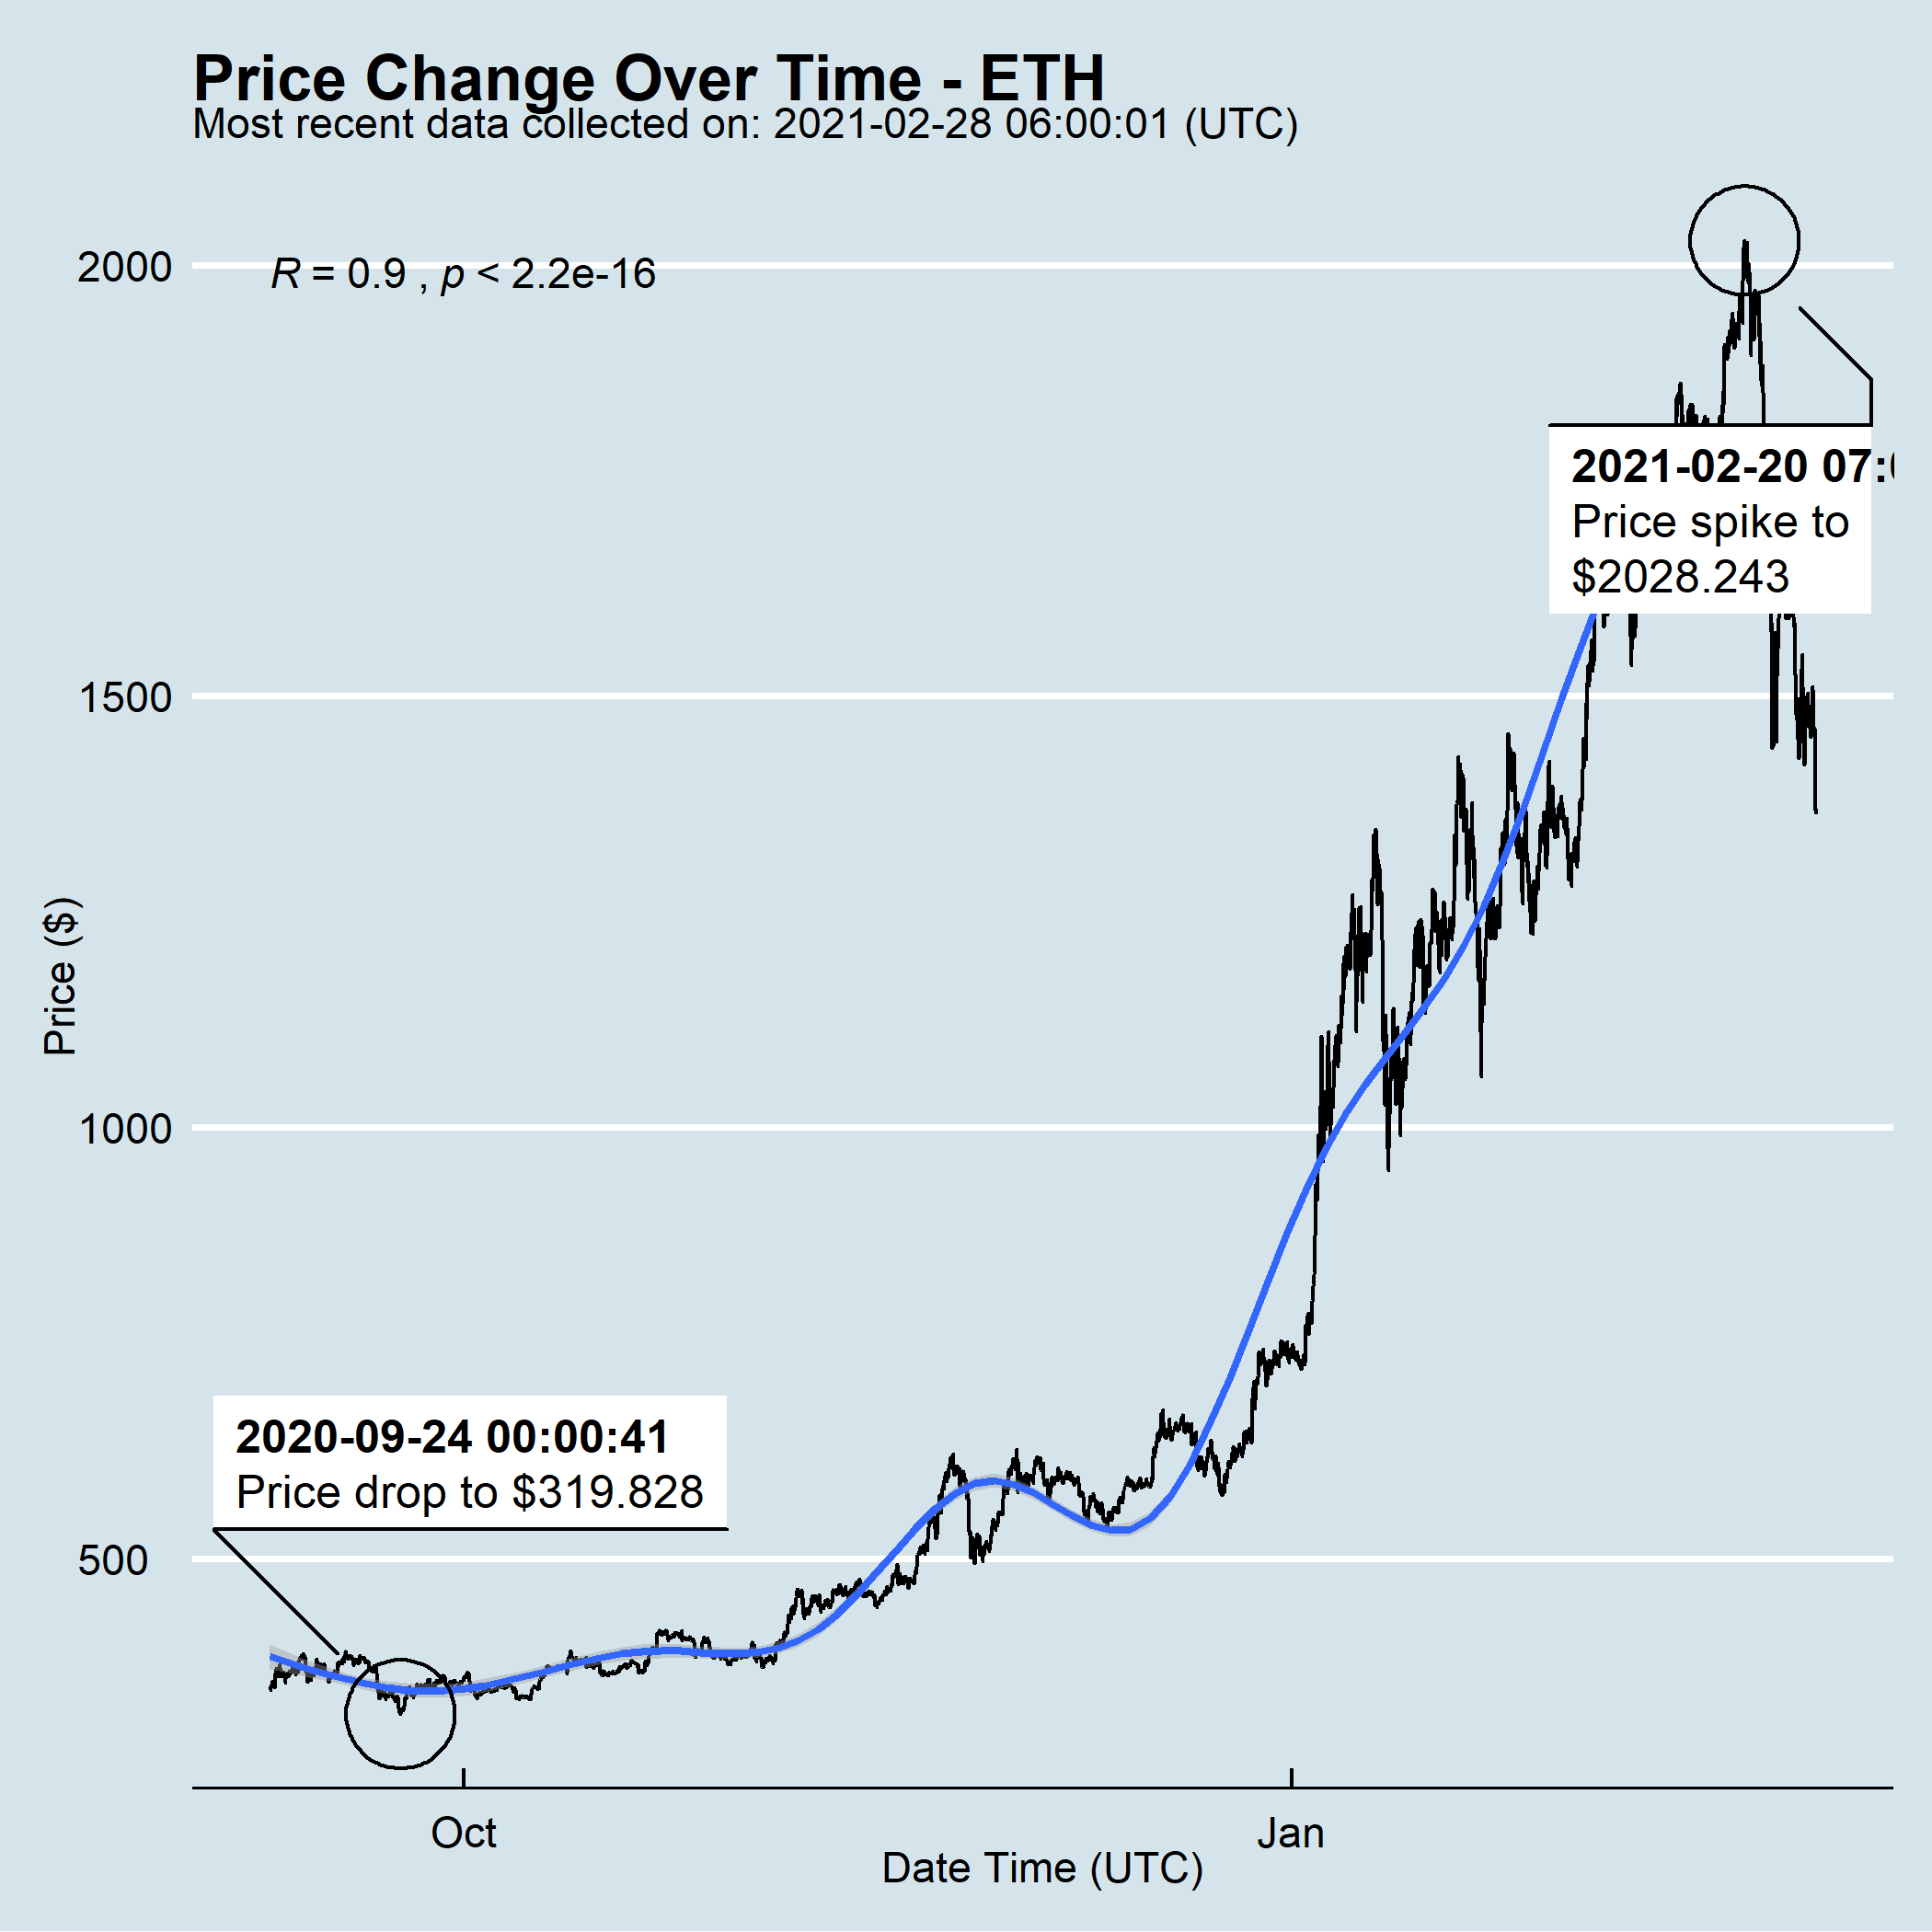 Price Change Over Time - ETH
Most recent data collected on: 2021-02-28 06:00:01 (UTC)
2000
R = 0.9 , p < 2.2e-16
2021-02-20 07:
Price spike to
$2028.243
1500
Price ($)
1000
2020-09-24 00:00:41
Price drop to $319.828
500
Oct
Jan
Date Time (UTC)